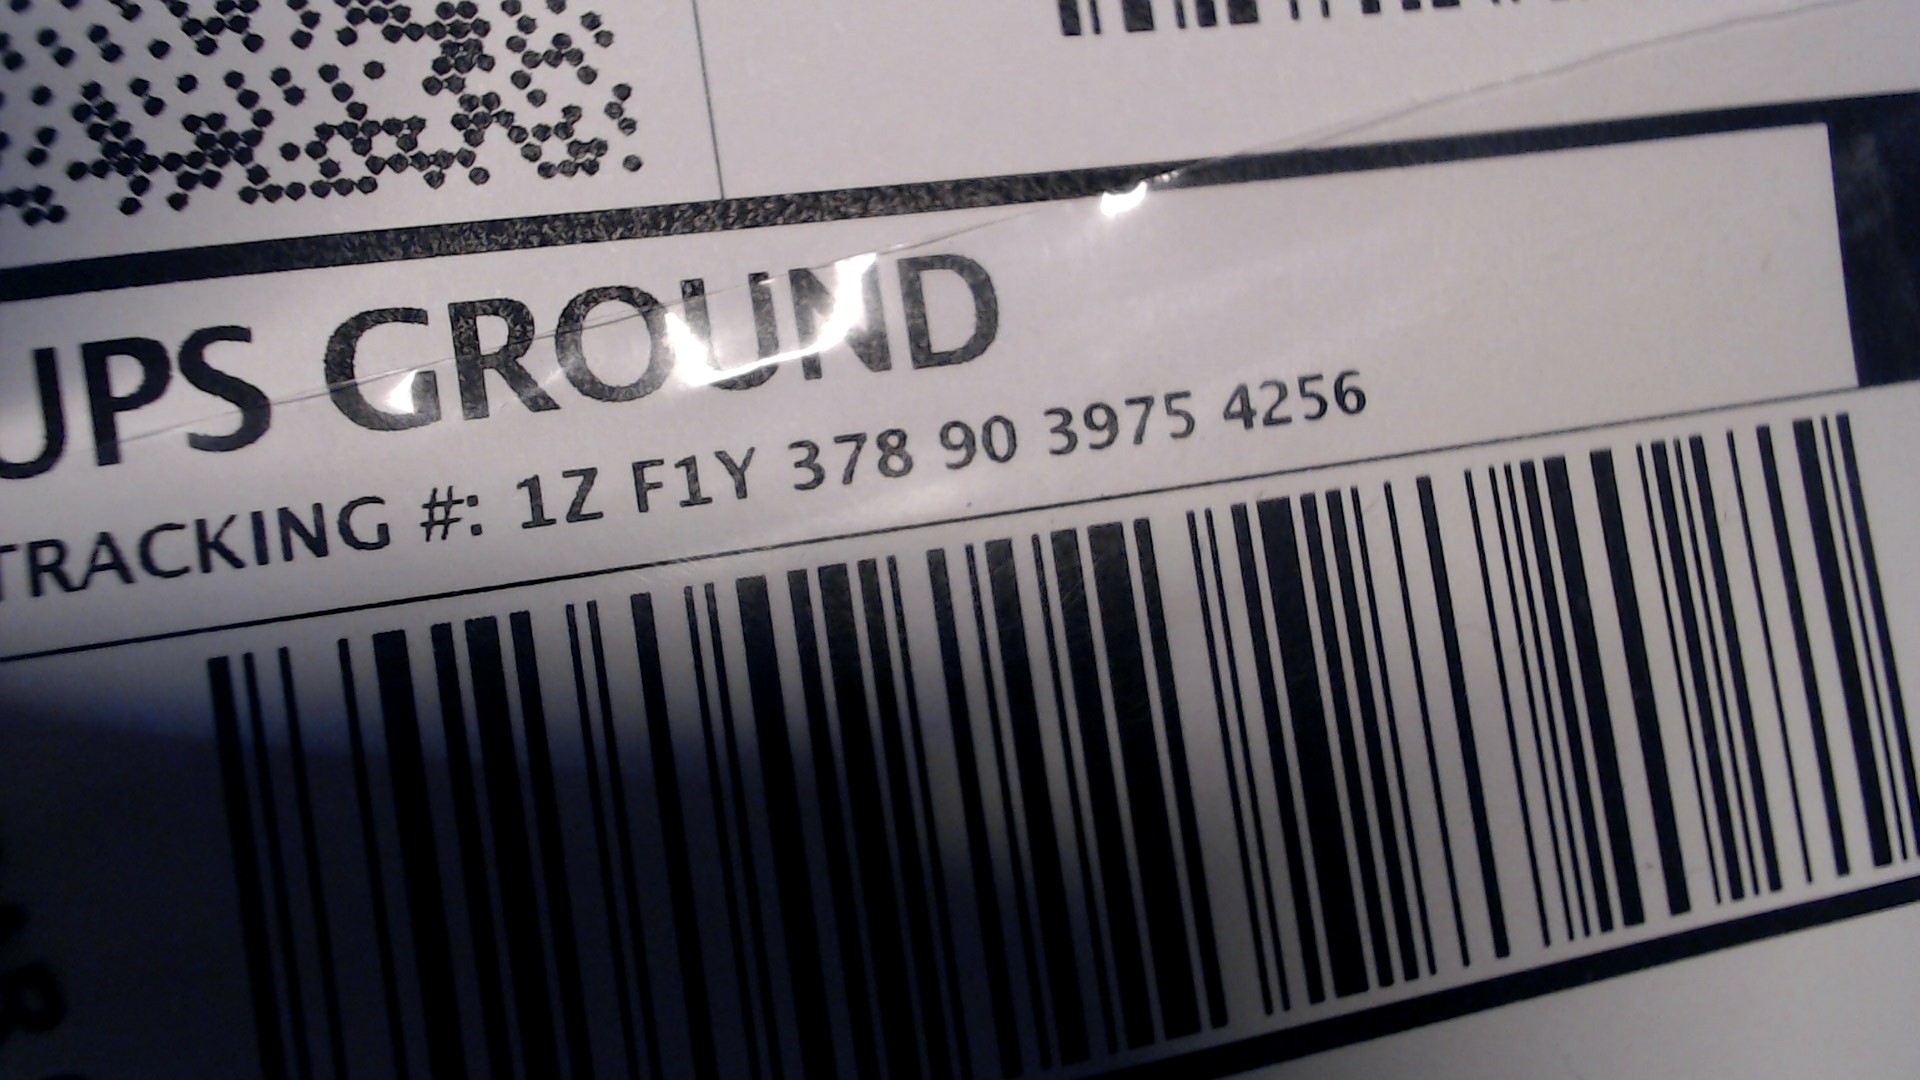 UPS GROUND
TRACKING #: 1Z F1Y 378 90 3975 4256